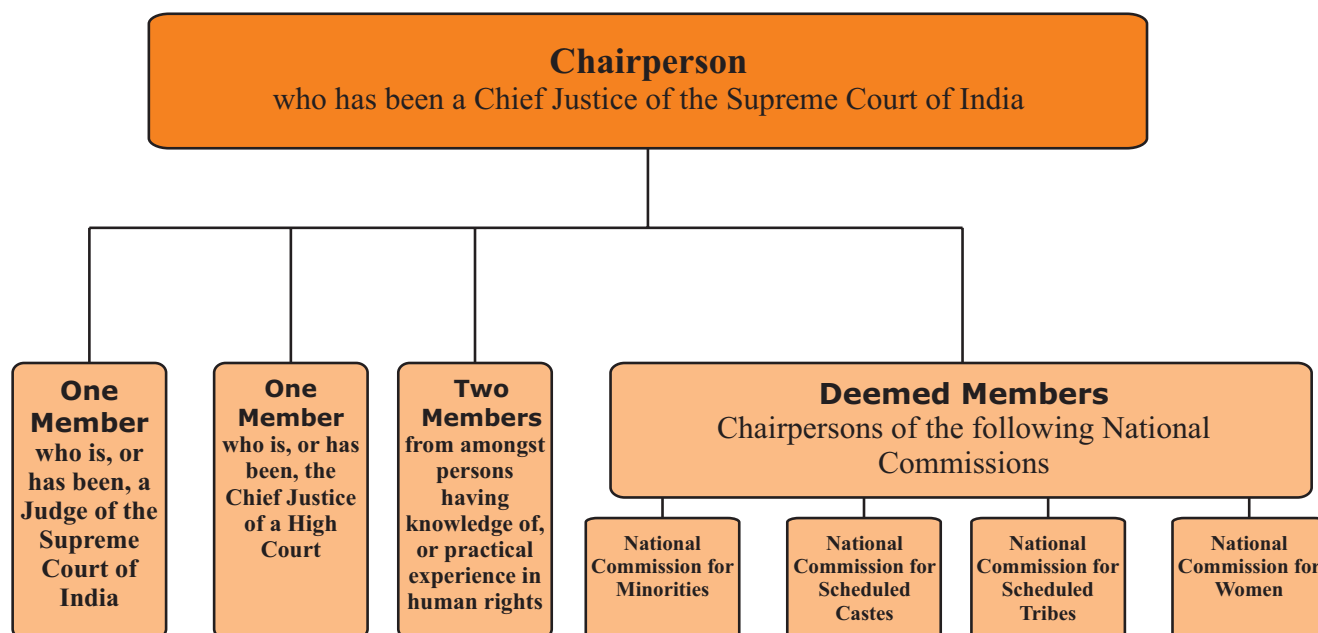 Chairperson
who has been a Chief Justice of the Supreme Court of India
One
Member
who is, or
has been, a
Judge of the
Supreme
Court of
India
One
Member
who is, or has
been, the
Chief Justice
of a High
Court
Two
Members
from amongst
persons
having
knowledge of,
or practical
experience in
human rights
Deemed Members
Chairpersons of the following National
Commissions
National
Commission for
Minorities
National
Commission for
Scheduled
Castes
National
Commission for
Scheduled
Tribes
National
Commission for
Women